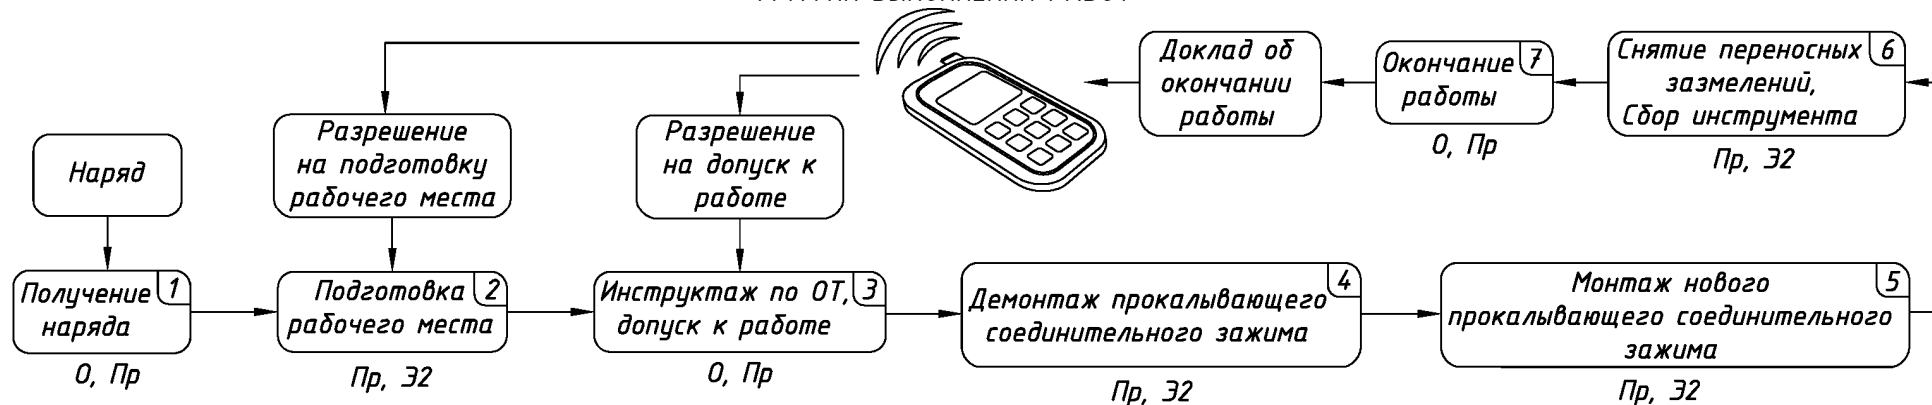 Наряд
Получение
наряда
1
О, Пр
Разрешение
на подготовку
рабочего места
Подготовка
рабочего места
2
Пр, Э2
Разрешение
на допуск к
работе
Инструктаж по ОТ,
допуск к работе
3
О, Пр
Демонтаж прокалывающего
соединительного зажима
4
Пр, Э2
Монтаж нового
прокалывающего соединительного
зажима
5
Пр, Э2
Снятие переносных
зазмелений,
Сбор инструмента
6
Пр, Э2
Окончание
работы
7
О, Пр
Доклад об
окончании
работы